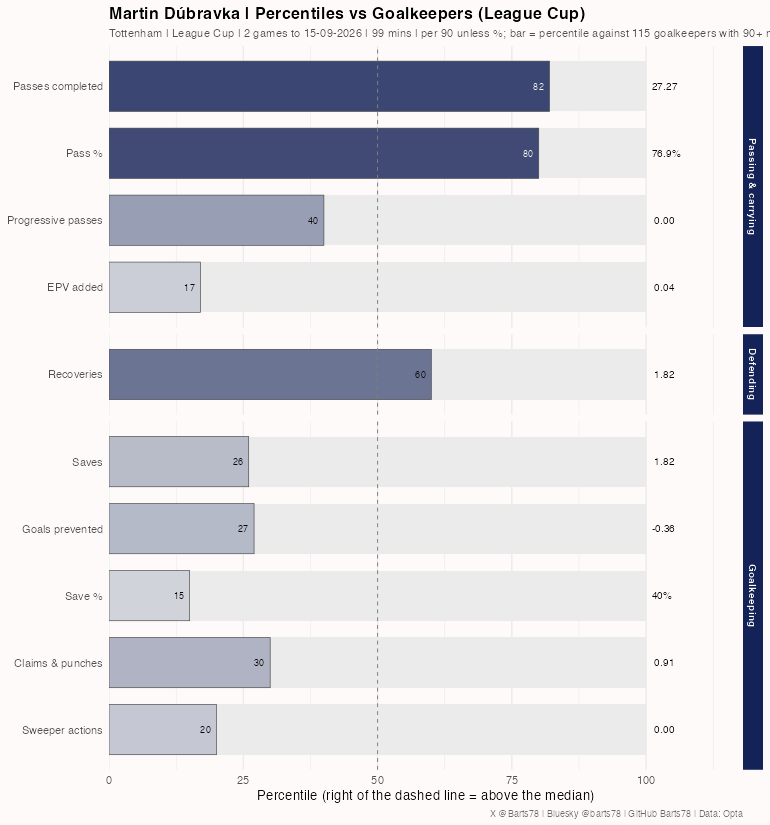 Martin Dúbravka | Percentiles vs Goalkeepers (League Cup)
Tottenham | League Cup | 2 games to 15-09-2026 | 99 mins | per 90 unless %; bar = percentile against 115 goalkeepers with 90+
Passes completed 82 27.27
Pass % 80 76.9%
Progressive passes 40 0.00
EPV added 17 0.04
Passing & carrying
Recoveries 60 1.82
Defending
Saves 26 1.82
Goals prevented 27 -0.36
Save % 15 40%
Claims & punches 30 0.91
Sweeper actions 20 0.00
Goalkeeping
0 25 50 75 100
Percentile (right of the dashed line = above the median)
X @Barts78 | Bluesky @barts78 | GitHub Barts78 | Data: Opta